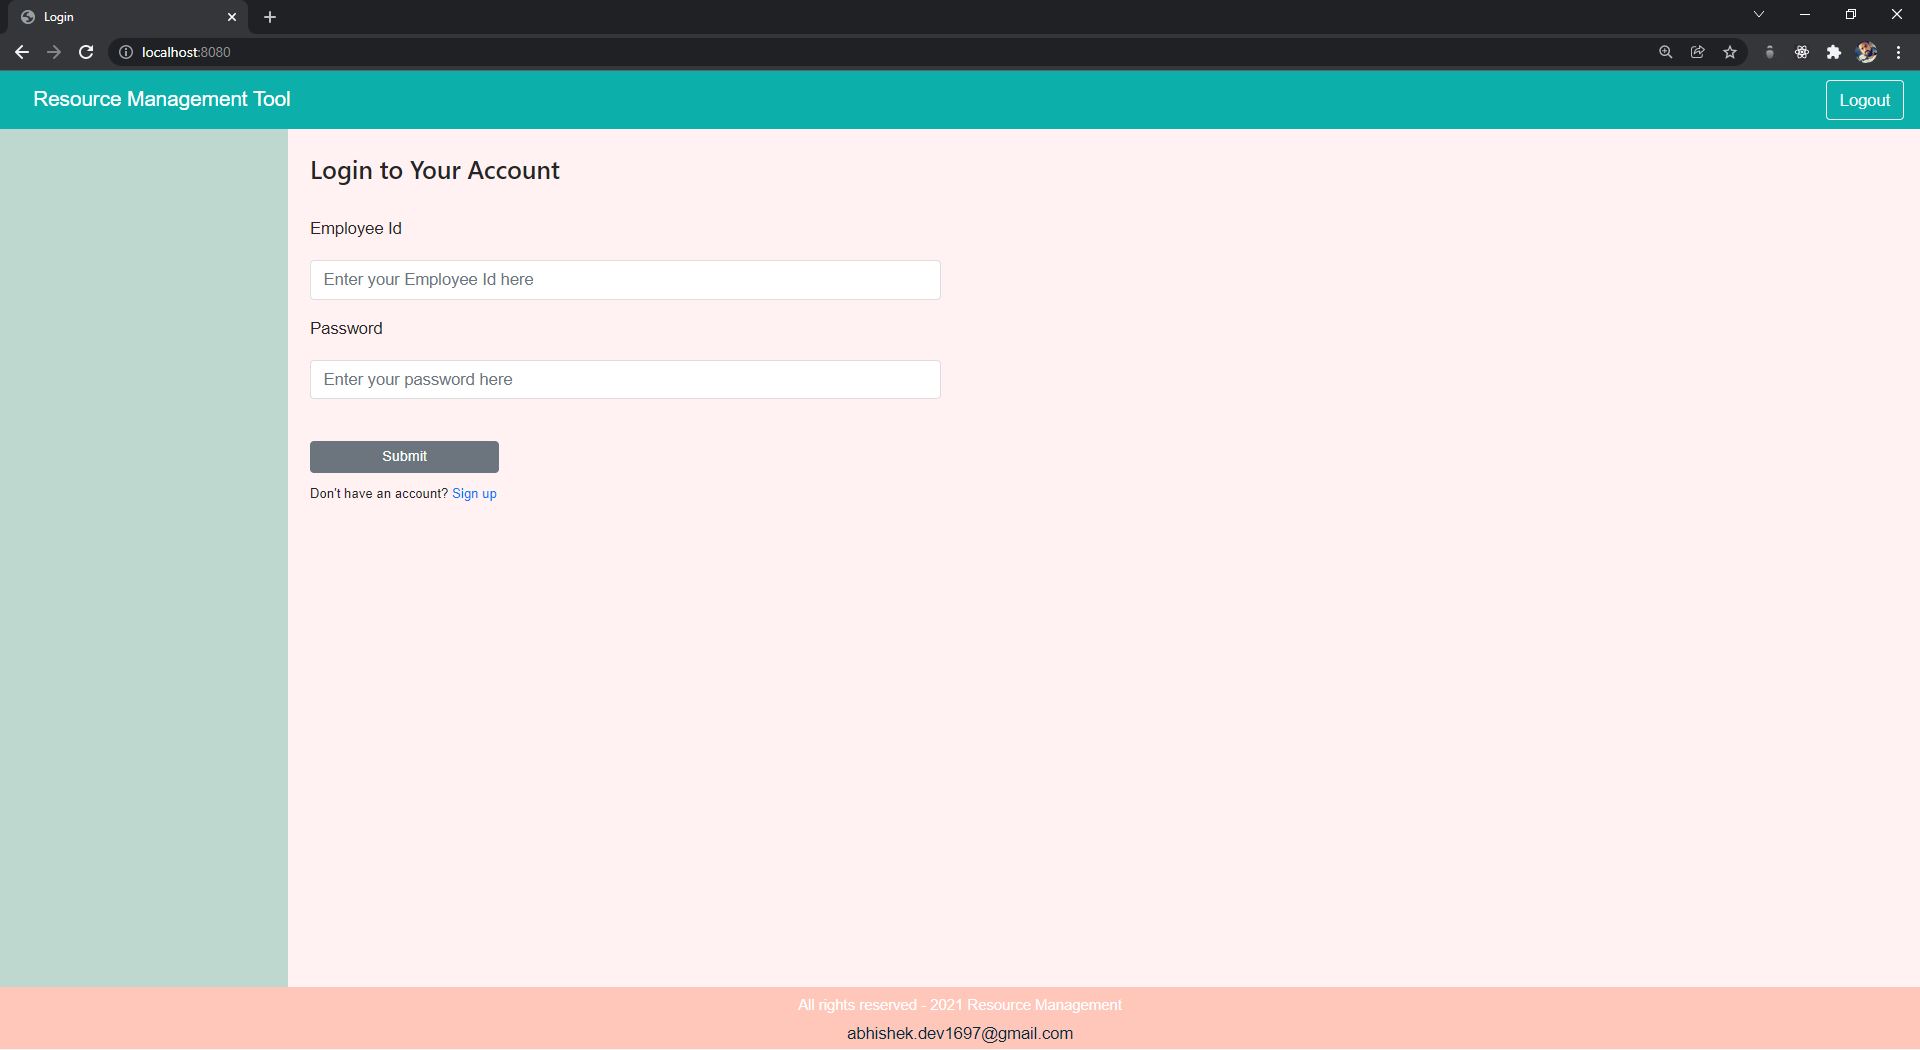 Login
localhost:8080
Resource Management Tool
Logout
Login to Your Account
Employee Id
Enter your Employee Id here
Password
Enter your password here
Submit
Don't have an account? Sign up
All rights reserved - 2021 Resource Management
abhishek.dev1697@gmail.com